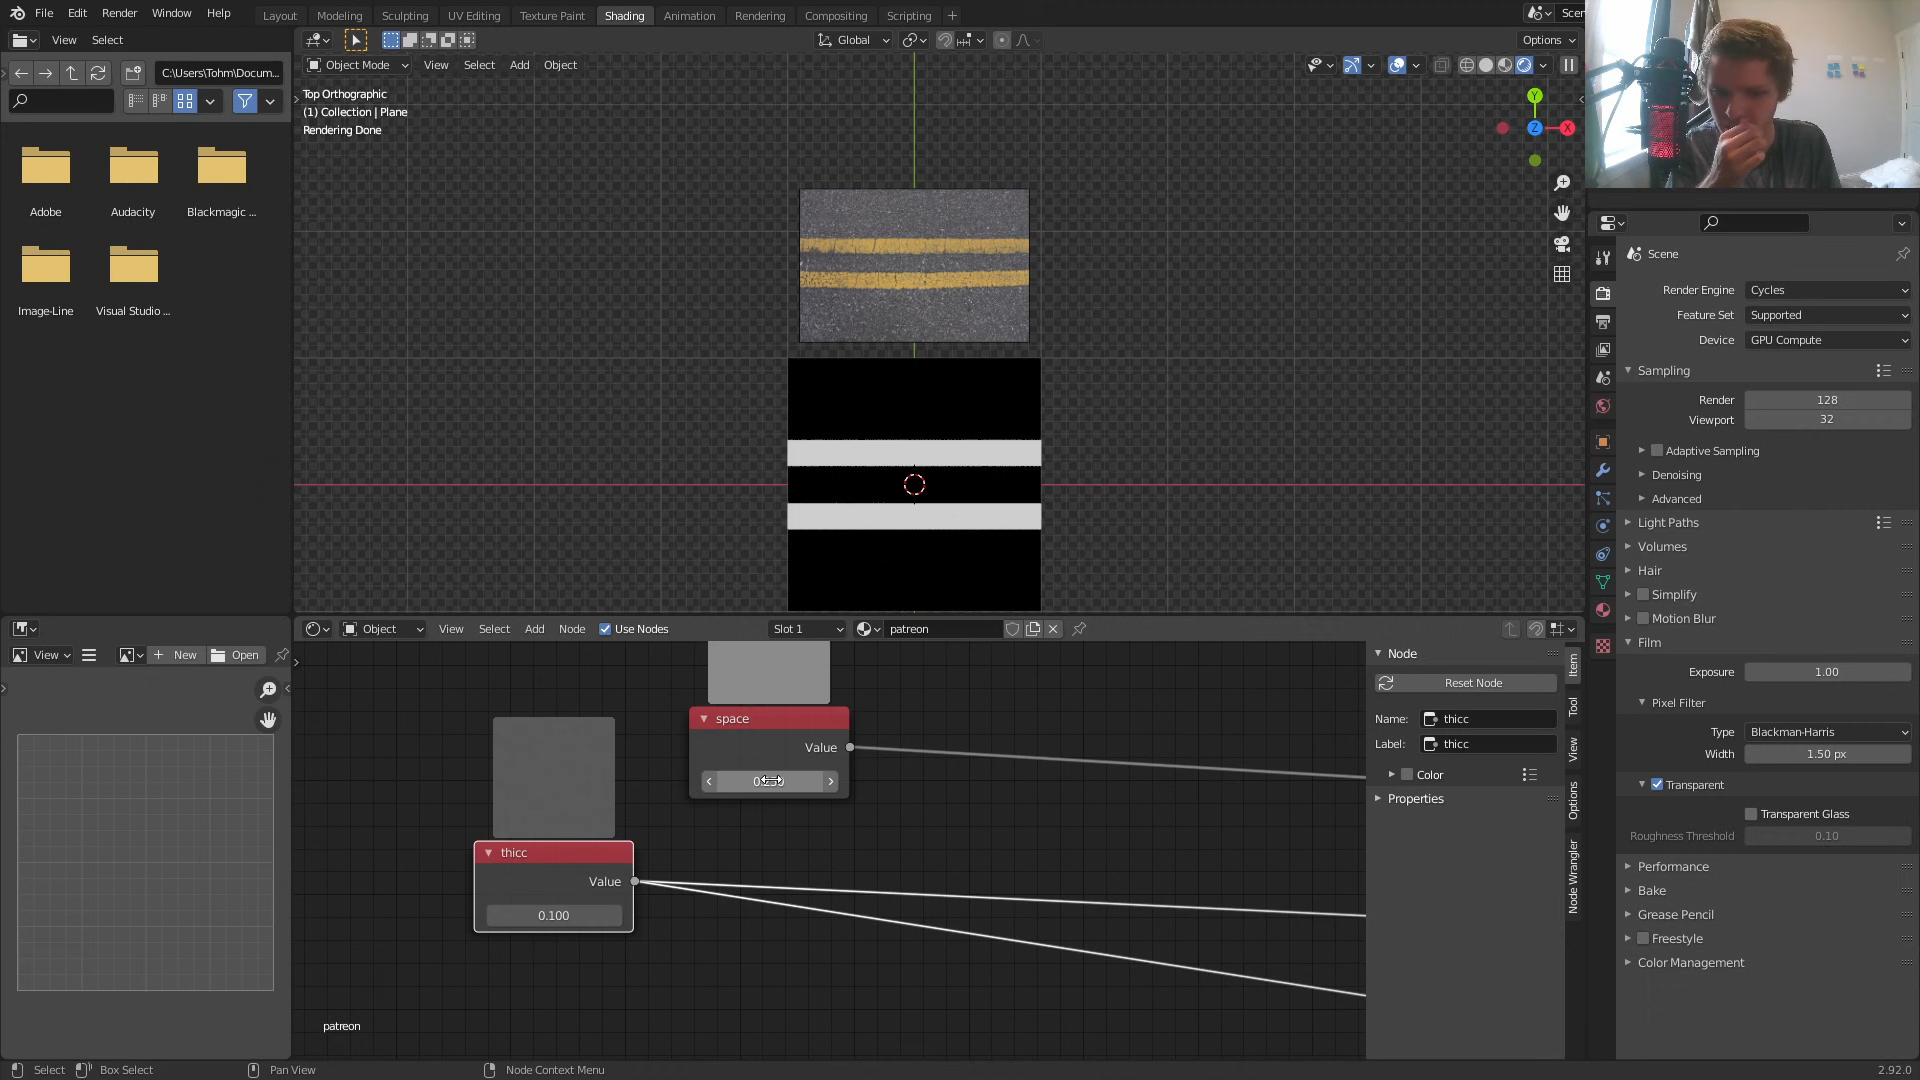 File Edit Render Window Help
Layout Modeling Sculpting UV Editing Texture Paint Shading Animation Rendering Compositing Scripting +
Scen
View Select
Global
Options
C:\Users\Tohm\Docum...
Object Mode View Select Add Object
Top Orthographic
(1) Collection | Plane
Rendering Done
Y
Z X
Adobe Audacity Blackmagic ...
Image-Line Visual Studio ...
Scene
Render Engine Cycles
Feature Set Supported
Device GPU Compute
Sampling
Render 128
Viewport 32
Adaptive Sampling
Denoising
Advanced
Light Paths
Volumes
Hair
Simplify
Motion Blur
Film
Exposure 1.00
Pixel Filter
Type Blackman-Harris
Width 1.50 px
Transparent
Transparent Glass
Roughness Threshold 0.10
Performance
Bake
Grease Pencil
Freestyle
Color Management
Object View Select Add Node Use Nodes Slot 1 patreon
View New Open
space
Value
thicc
Value
0.100
patreon
Node
Reset Node
Name: thicc
Label: thicc
Color
Properties
Item
Tool
View
Options
Node Wrangler
Select Box Select Pan View Node Context Menu 2.92.0